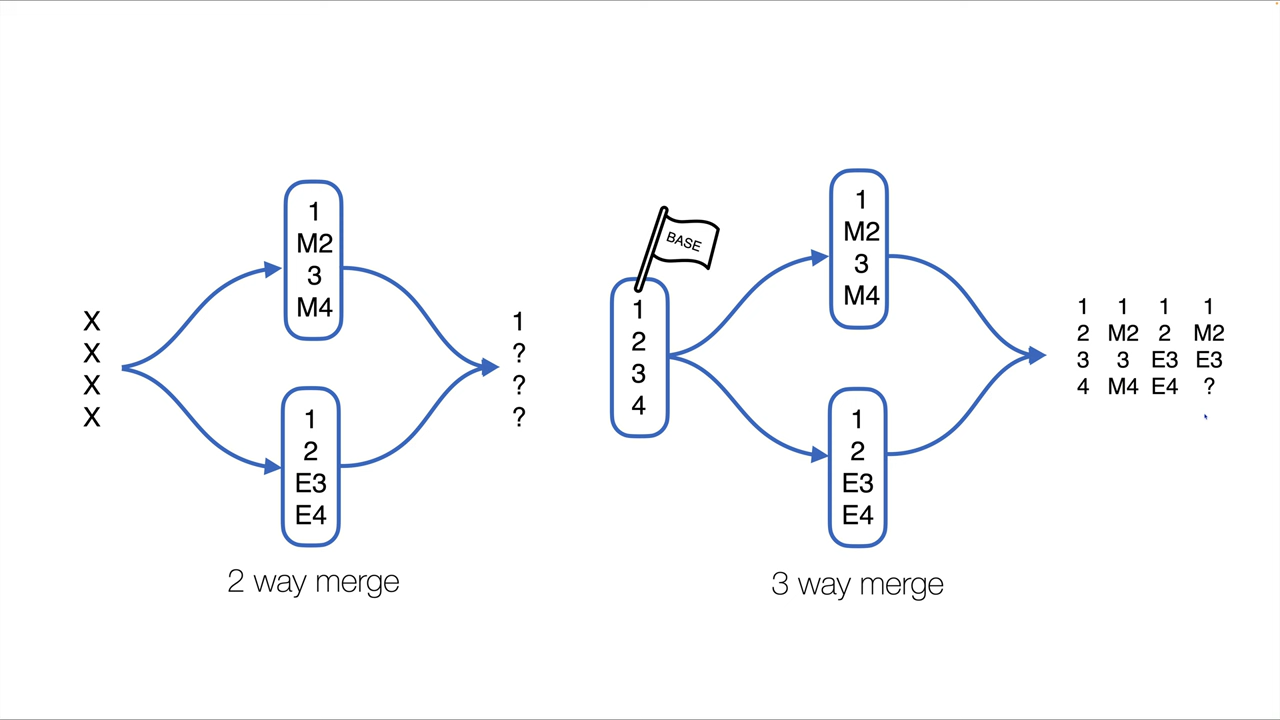 X
X
X
X
1
M2
3
M4
1
2
E3
E4
1
?
?
?
2 way merge
BASE
1
2
3
4
1
M2
3
M4
1
2
E3
E4
1 1 1 1
2 M2 2 M2
3 3 E3 E3
4 M4 E4 ?
3 way merge